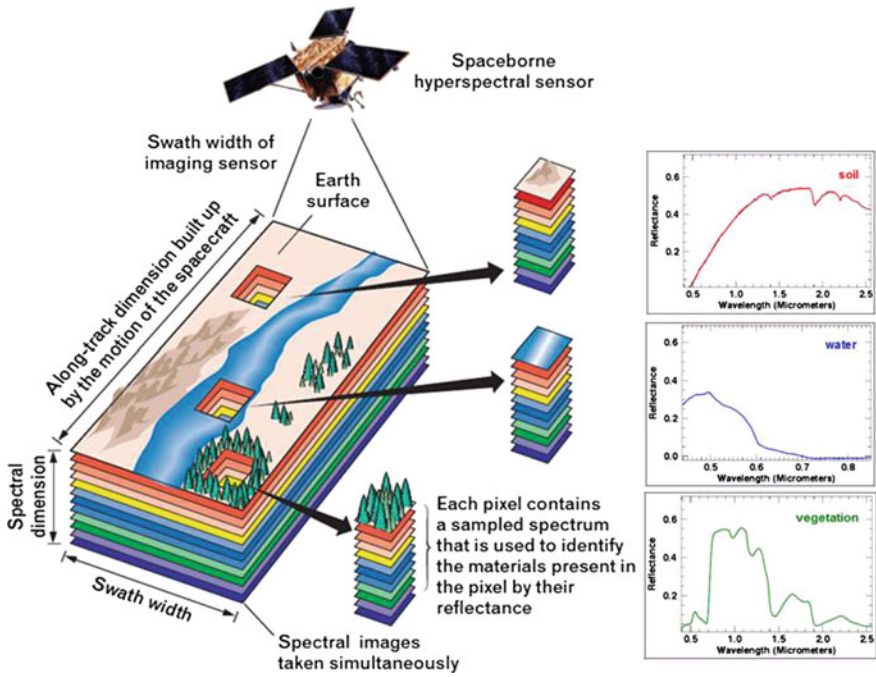 Spaceborne
hyperspectral sensor
Swath width of
imaging sensor
Earth
surface
Along-track dimension built up
by the motion of the spacecraft
Spectral
dimension
Swath width
Spectral images
taken simultaneously
Each pixel contains
a sampled spectrum
that is used to identify
the materials present in
the pixel by their
reflectance
soil
Reflectance
0.6
0.4
0.2
0.5 1.0 1.5 2.0 2.5
Wavelength (Micrometers)
water
Reflectance
0.6
0.4
0.2
0.0
0.5 0.6 0.7 0.8
Wavelength (Micrometers)
vegetation
Reflectance
0.6
0.4
0.2
0.5 1.0 1.5 2.0 2.5
Wavelength (Micrometers)